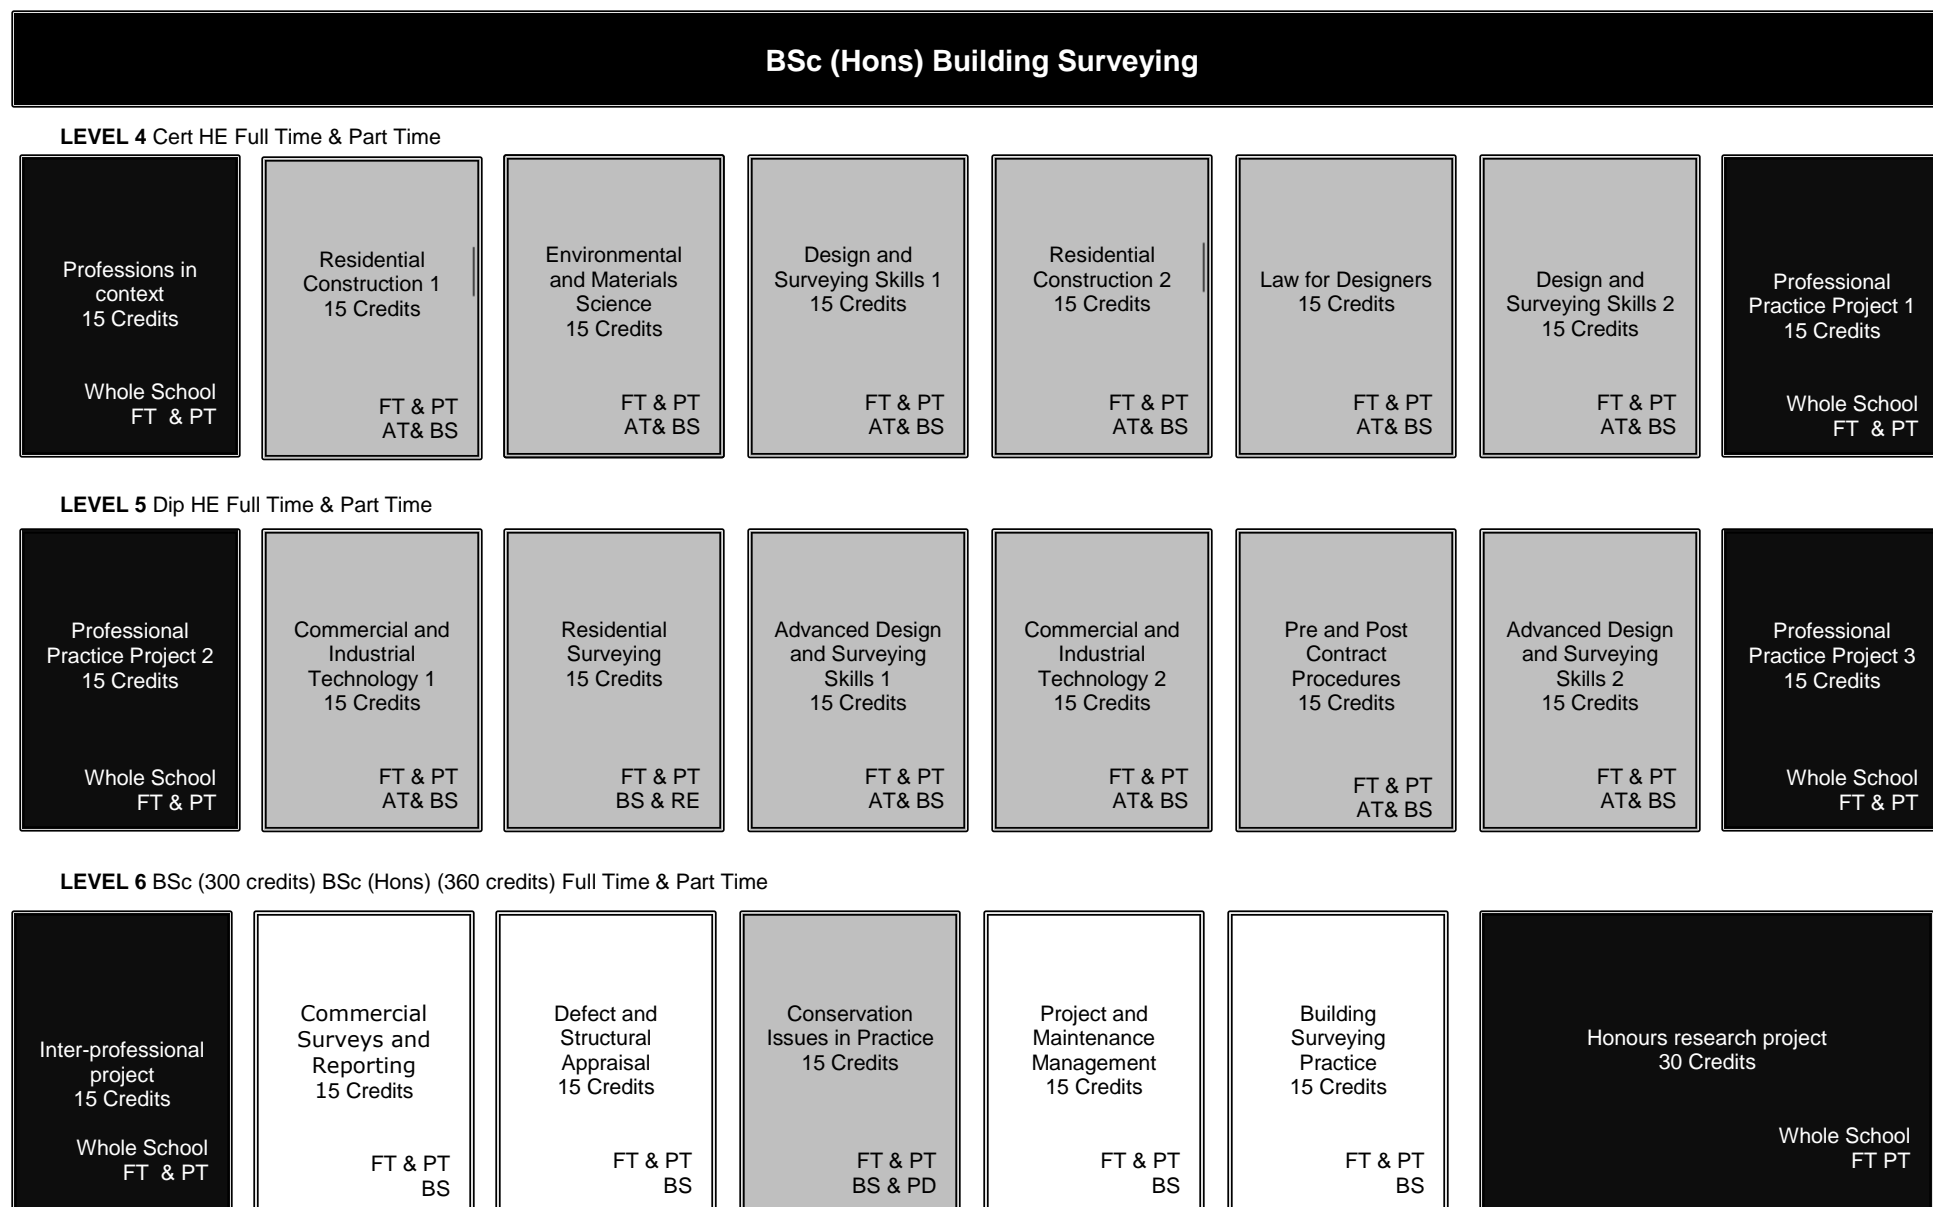 BSc (Hons) Building Surveying
LEVEL 4 Cert HE Full Time & Part Time
Professions in
context
15 Credits
Whole School
FT & PT
Residential
Construction 1
15 Credits
FT & PT
AT& BS
Environmental
and Materials
Science
15 Credits
FT & PT
AT& BS
Design and
Surveying Skills 1
15 Credits
FT & PT
AT& BS
Residential
Construction 2
15 Credits
FT & PT
AT& BS
Law for Designers
15 Credits
FT & PT
AT& BS
Design and
Surveying Skills 2
15 Credits
FT & PT
AT& BS
Professional
Practice Project 1
15 Credits
Whole School
FT & PT
LEVEL 5 Dip HE Full Time & Part Time
Professional
Practice Project 2
15 Credits
Whole School
FT & PT
Commercial and
Industrial
Technology 1
15 Credits
FT & PT
AT& BS
Residential
Surveying
15 Credits
FT & PT
BS & RE
Advanced Design
and Surveying
Skills 1
15 Credits
FT & PT
AT& BS
Commercial and
Industrial
Technology 2
15 Credits
FT & PT
AT& BS
Pre and Post
Contract
Procedures
15 Credits
FT & PT
AT& BS
Advanced Design
and Surveying
Skills 2
15 Credits
FT & PT
AT& BS
Professional
Practice Project 3
15 Credits
Whole School
FT & PT
LEVEL 6 BSc (300 credits) BSc (Hons) (360 credits) Full Time & Part Time
Inter-professional
project
15 Credits
Whole School
FT & PT
Commercial
Surveys and
Reporting
15 Credits
FT & PT
BS
Defect and
Structural
Appraisal
15 Credits
FT & PT
BS
Conservation
Issues in Practice
15 Credits
FT & PT
BS & PD
Project and
Maintenance
Management
15 Credits
FT & PT
BS
Building
Surveying
Practice
15 Credits
FT & PT
BS
Honours research project
30 Credits
Whole School
FT PT